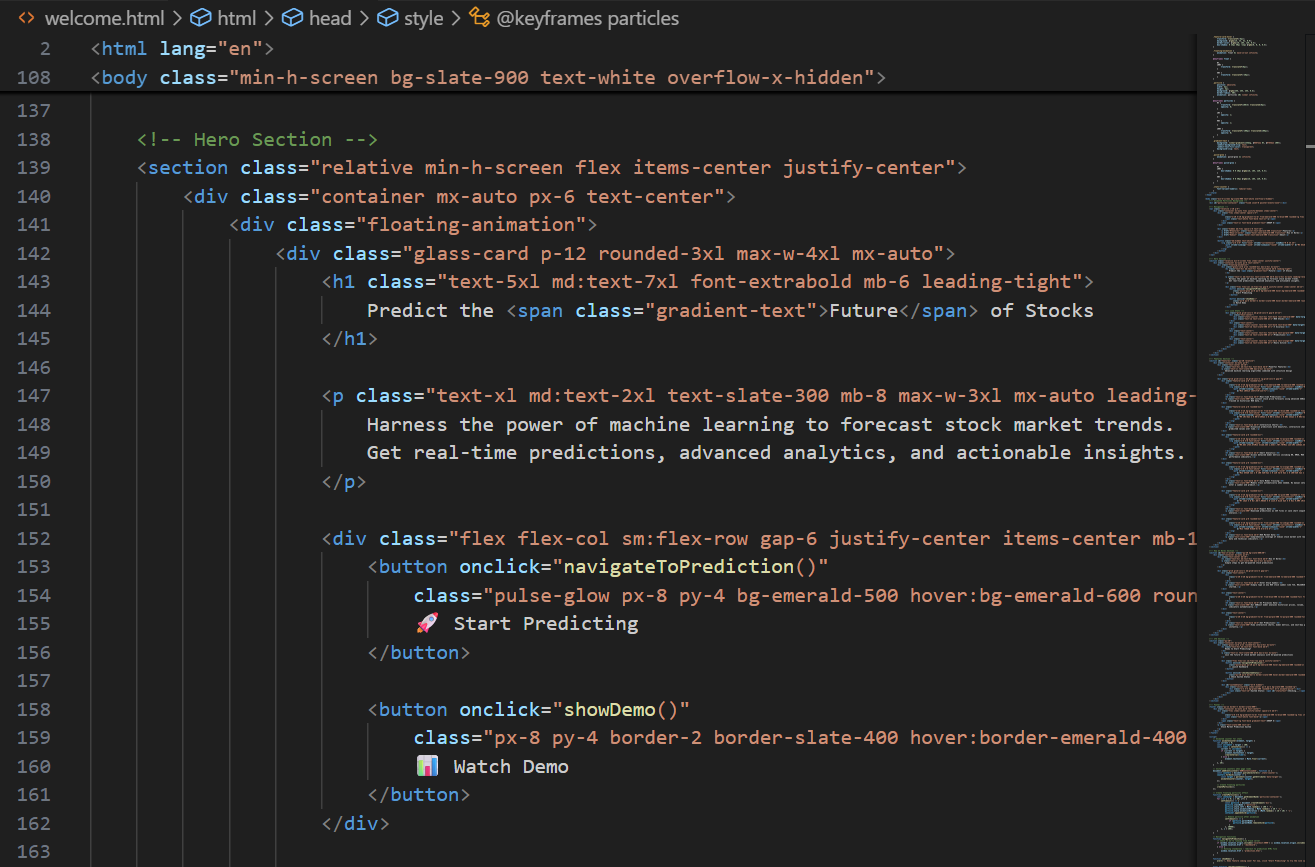 welcome.html > html > head > style > @keyframes particles
2 <html lang="en">
108 <body class="min-h-screen bg-slate-900 text-white overflow-x-hidden">
137
138 <!-- Hero Section -->
139 <section class="relative min-h-screen flex items-center justify-center">
140 <div class="container mx-auto px-6 text-center">
141 <div class="floating-animation">
142 <div class="glass-card p-12 rounded-3xl max-w-4xl mx-auto">
143 <h1 class="text-5xl md:text-7xl font-extrabold mb-6 leading-tight">
144 Predict the <span class="gradient-text">Future</span> of Stocks
145 </h1>
146
147 <p class="text-xl md:text-2xl text-slate-300 mb-8 max-w-3xl mx-auto leading-
148 Harness the power of machine learning to forecast stock market trends.
149 Get real-time predictions, advanced analytics, and actionable insights.
150 </p>
151
152 <div class="flex flex-col sm:flex-row gap-6 justify-center items-center mb-1
153 <button onclick="navigateToPrediction()"
154 class="pulse-glow px-8 py-4 bg-emerald-500 hover:bg-emerald-600 roun
155 🚀 Start Predicting
156 </button>
157
158 <button onclick="showDemo()"
159 class="px-8 py-4 border-2 border-slate-400 hover:border-emerald-400
160 📊 Watch Demo
161 </button>
162 </div>
163